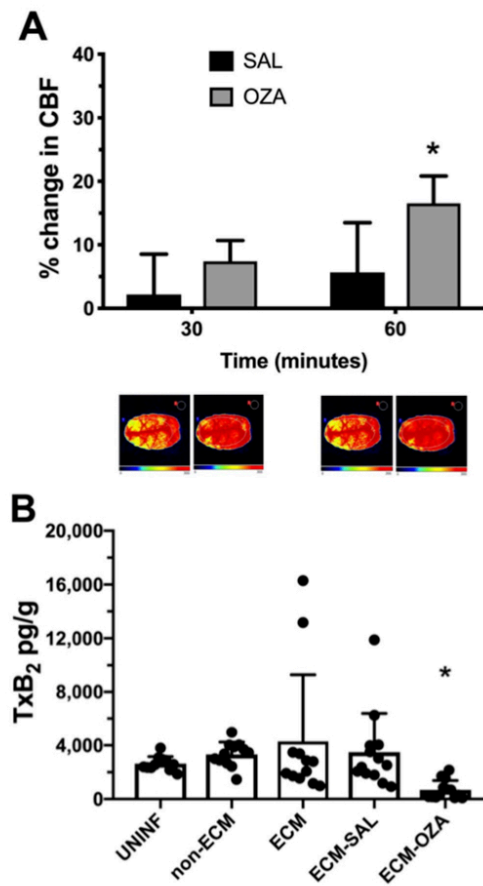 A
SAL
OZA
% change in CBF
40
30
20
10
0
*
30
60
Time (minutes)
B
TxB₂ pg/g
20,000
16,000
12,000
8,000
4,000
0
*
UNINF
non-ECM
ECM
ECM-SAL
ECM-OZA